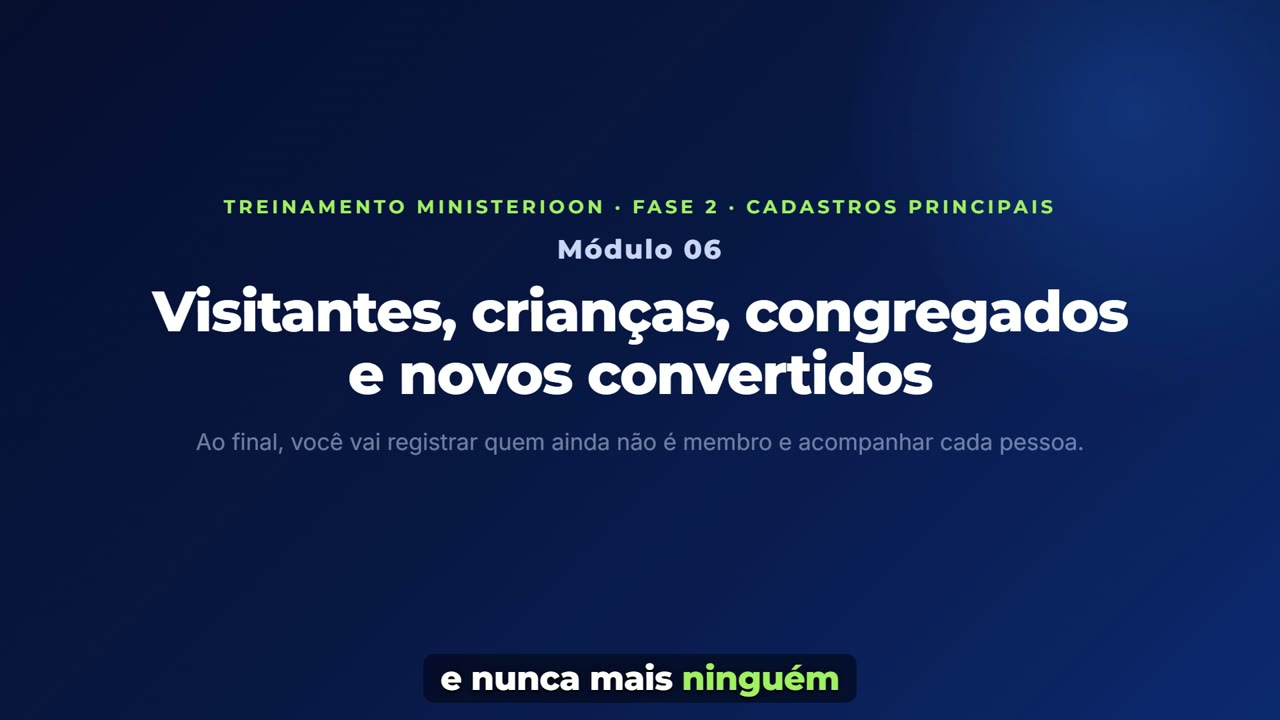 TREINAMENTO MINISTERIOON · FASE 2 · CADASTROS PRINCIPAIS
Módulo 06
Visitantes, crianças, congregados
e novos convertidos
Ao final, você vai registrar quem ainda não é membro e acompanhar cada pessoa.
e nunca mais ninguém